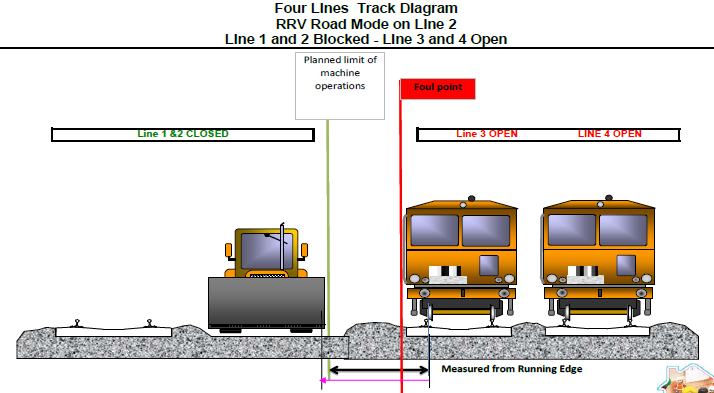 Four Lines Track Diagram
RRV Road Mode on Line 2
Line 1 and 2 Blocked - Line 3 and 4 Open
Planned limit of
machine
operations
Foul point
Line 1 &2 CLOSED
Line 3 OPEN
LINE 4 OPEN
Measured from Running Edge